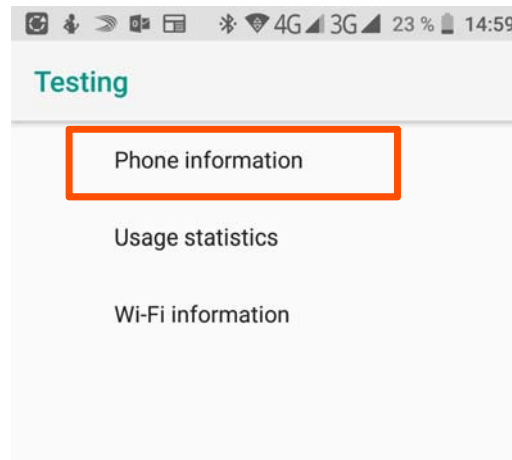 4G 3G 23 % 14:59
Testing
Phone information
Usage statistics
Wi-Fi information